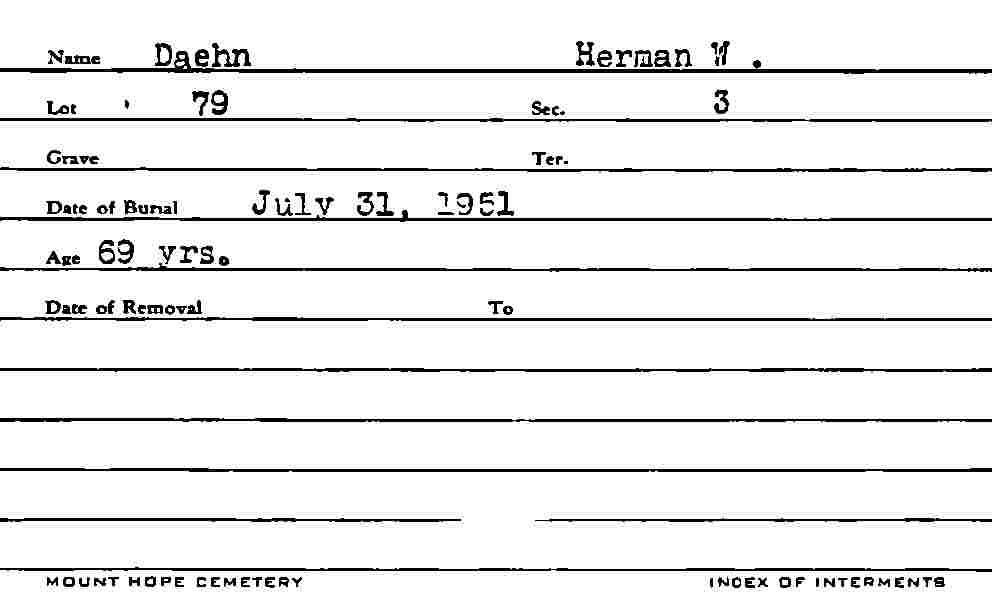 Name Daehn Herman W .
Lot 79 Sec. 3
Grave Ter.
Date of Burial July 31, 1951
Age 69 yrs.
Date of Removal To
MOUNT HOPE CEMETERY INDEX OF INTERMENTS